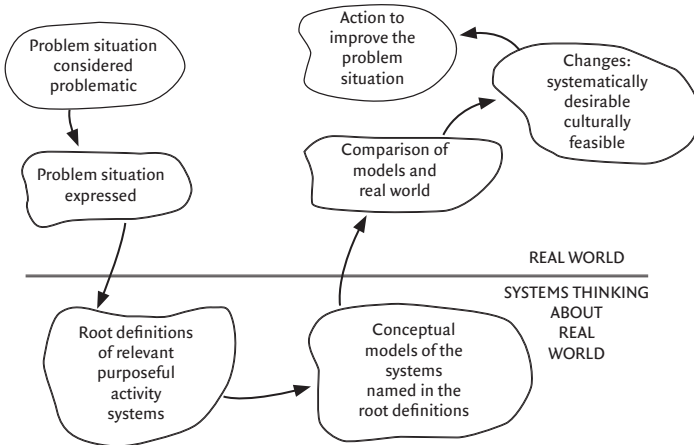 Problem situation
considered
problematic
Problem situation
expressed
Root definitions
of relevant
purposeful
activity
systems
Conceptual
models of the
systems
named in the
root definitions
Comparison of
models and
real world
Changes:
systematically
desirable
culturally
feasible
Action to
improve the
problem
situation
REAL WORLD
SYSTEMS THINKING
ABOUT
REAL
WORLD